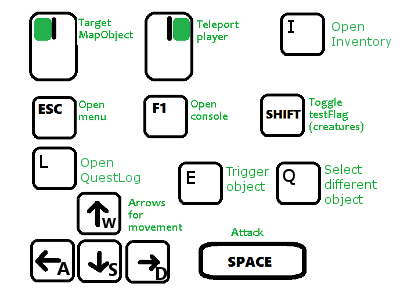 Target
MapObject
Teleport
player
I
Open
Inventory
ESC
Open
menu
F1
Open
console
SHIFT
Toggle
testFlag
(creatures)
L
Open
QuestLog
E
Trigger
object
Q
Select
different
object
W
Arrows
for
movement
A
S
D
Attack
SPACE